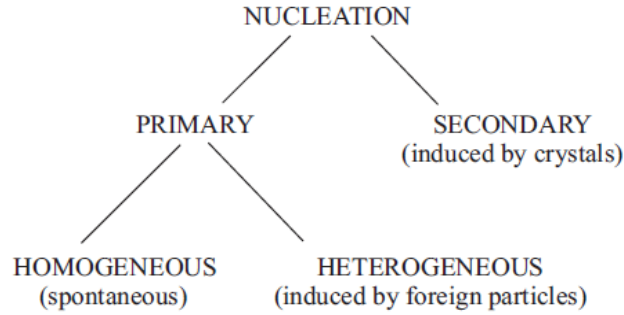 NUCLEATION
PRIMARY
SECONDARY
(induced by crystals)
HOMOGENEOUS
(spontaneous)
HETEROGENEOUS
(induced by foreign particles)